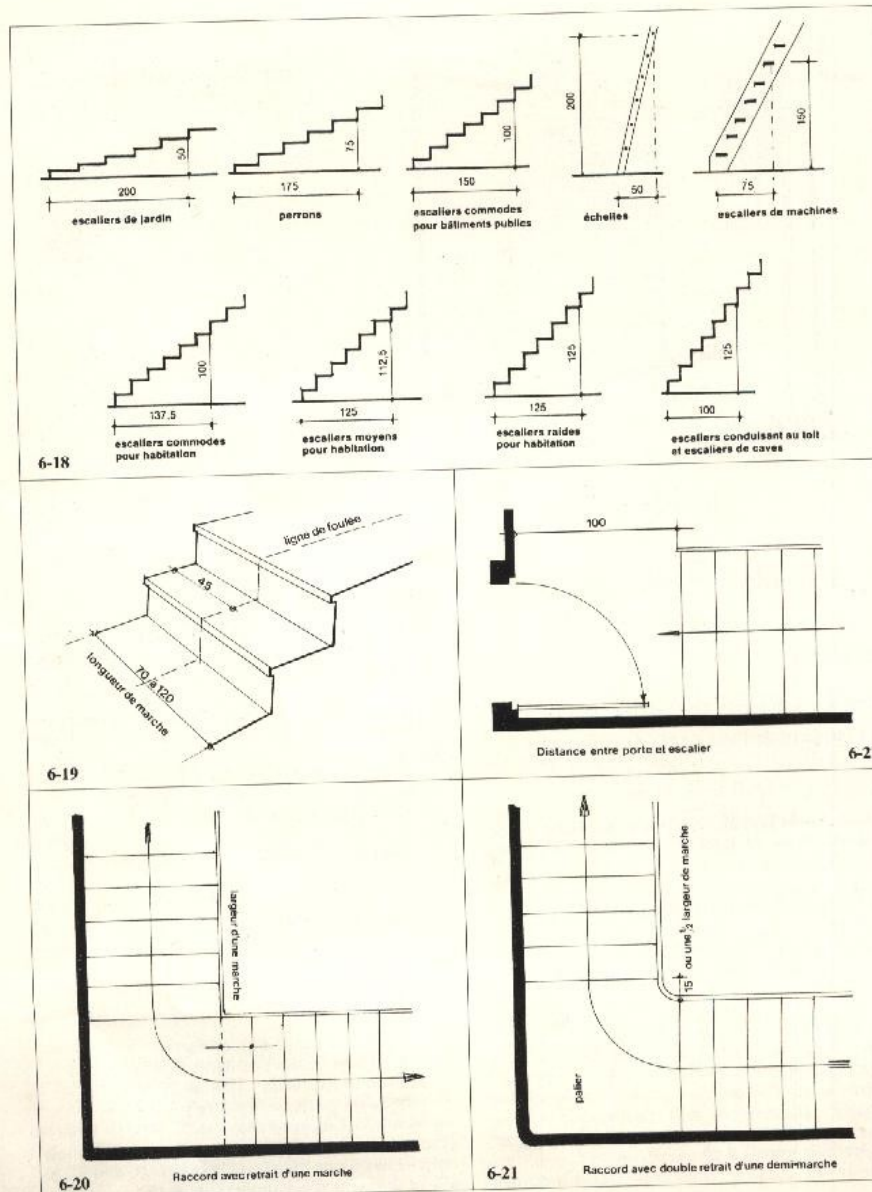 50
200
escaliers de jardin
75
175
perrons
100
150
escaliers commodes
pour bâtiments publics
200
50
échelles
150
75
escaliers de machines
100
137,5
escaliers commodes
pour habitation
112,5
125
escaliers moyens
pour habitation
125
125
escaliers raides
pour habitation
125
100
escaliers conduisant au toit
et escaliers de caves
6-18
ligne de foulée
45
70 à 120
longueur de marche
6-19
100
Distance entre porte et escalier
6-2
largeur d'une marche
6-20
Raccord avec retrait d'une marche
15
ou une 1/2 largeur de marche
palier
6-21
Raccord avec double retrait d'une demi-marche